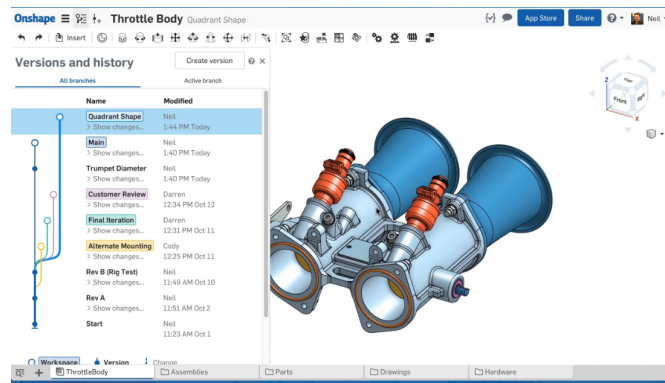 Onshape Throttle Body Quadrant Shape App Store Share Neil
Insert
Versions and history Create version
All branches Active branch
Name Modified
Quadrant Shape Neil
> Show changes... 1:44 PM Today
Main Neil
> Show changes... 1:40 PM Today
Trumpet Diameter Neil
> Show changes... 1:40 PM Today
Customer Review Darren
> Show changes... 12:34 PM Oct 12
Final Iteration Darren
> Show changes... 12:31 PM Oct 11
Alternate Mounting Cody
> Show changes... 12:25 PM Oct 11
Rev B (Rig Test) Neil
> Show changes... 11:49 AM Oct 10
Rev A Neil
> Show changes... 11:51 AM Oct 2
Start Neil
11:23 AM Oct 1
Workspace Version Change
ThrottleBody Assemblies Parts Drawings Hardware
Z
Front Right
X